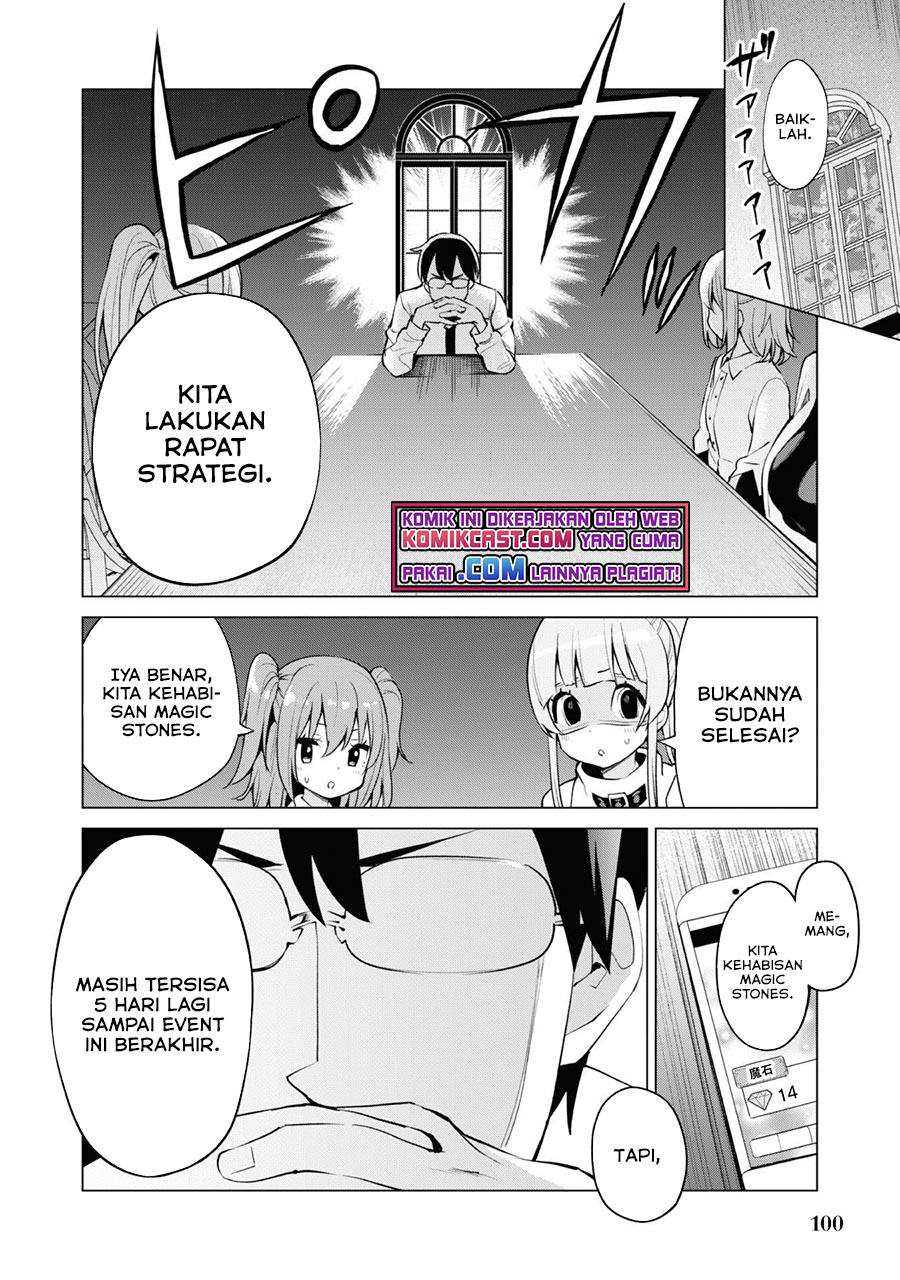 ザァァァァァァ
BAIK-
LAH.
ピカ
KITA
LAKUKAN
RAPAT
STRATEGI.
KOMIK INI DIKERJAKAN OLEH WEB
KOMIKCAST.COM YANG CUMA
PAKAI .COM LAINNYA PLAGIAT!
BUKANNYA
SUDAH
SELESAI?
IYA BENAR,
KITA KEHABI-
SAN MAGIC
STONES.
ME-
MANG,
KITA
KEHABISAN
MAGIC
STONES.
魔石
14
TAPI,
MASIH TERSISA
5 HARI LAGI
SAMPAI EVENT
INI BERAKHIR.
100